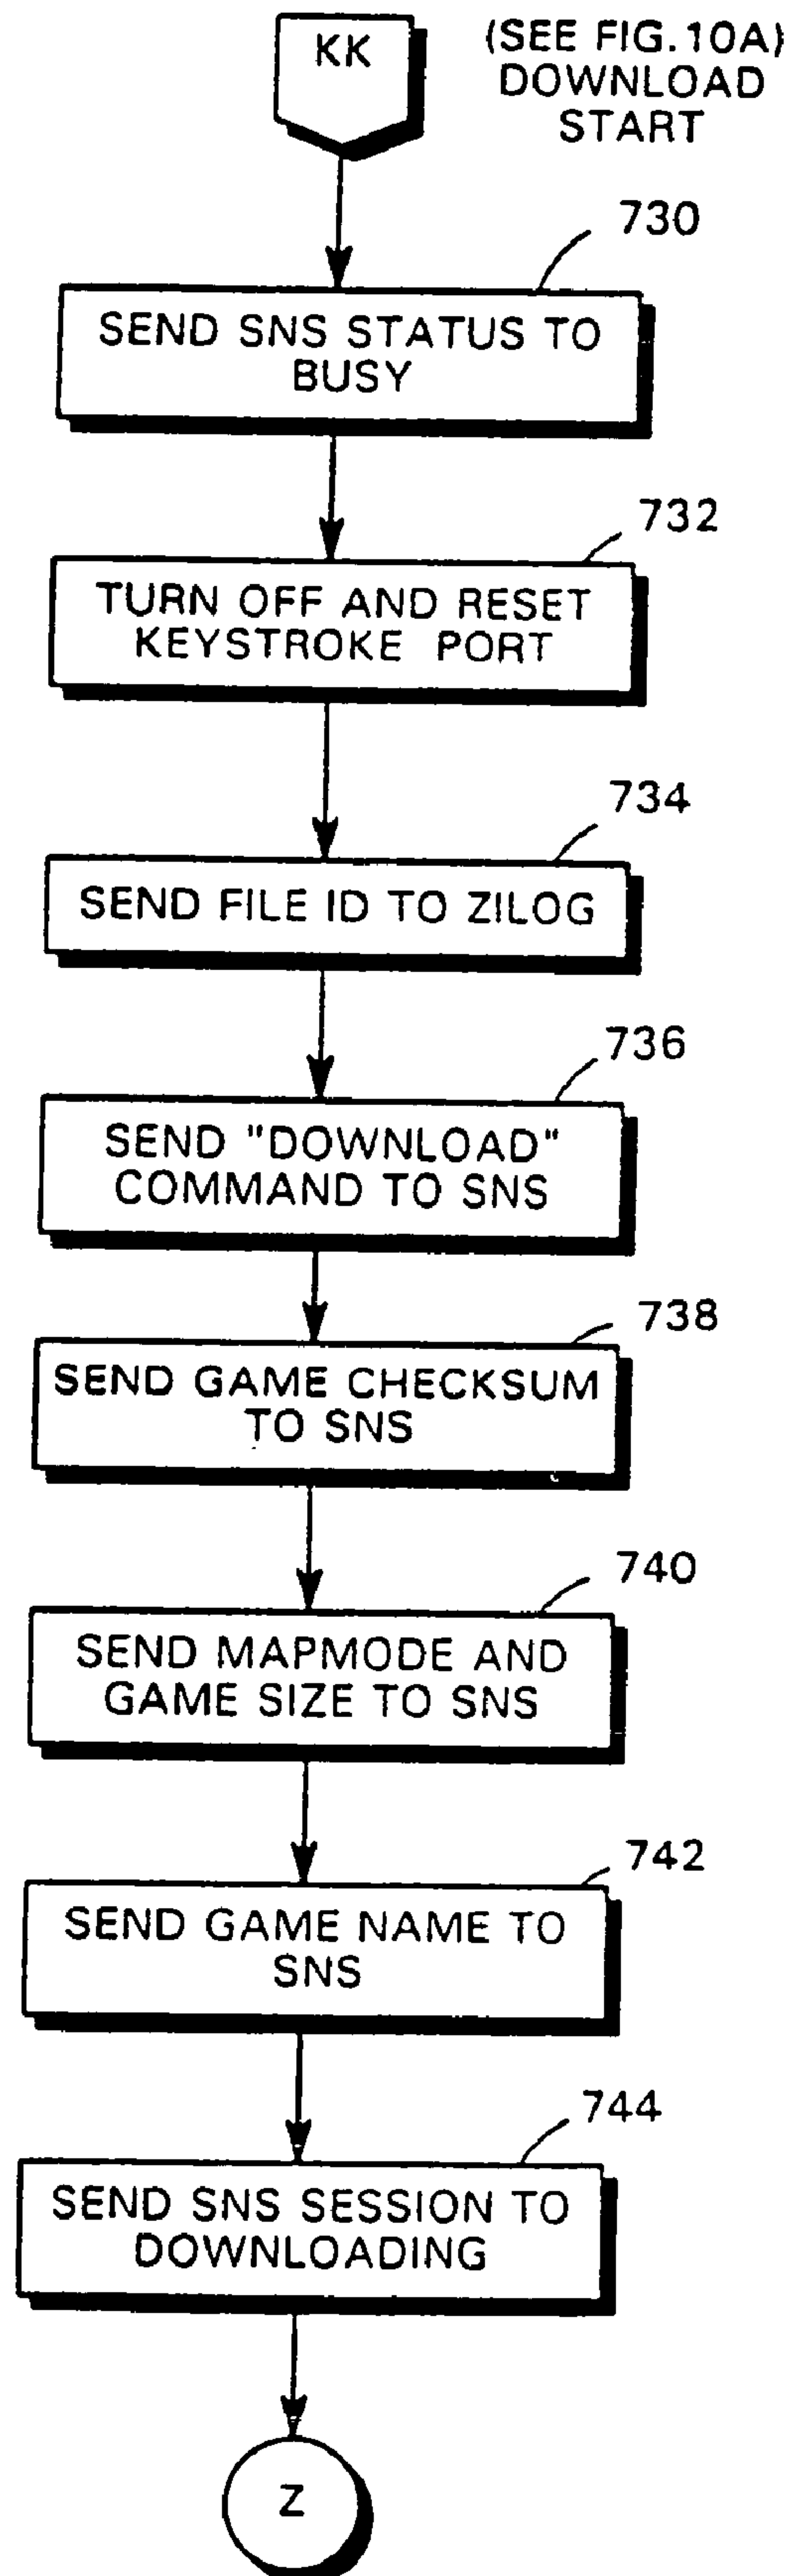 KK
(SEE FIG.10A)
DOWNLOAD
START
730
SEND SNS STATUS TO
BUSY
732
TURN OFF AND RESET
KEYSTROKE PORT
734
SEND FILE ID TO ZILOG
736
SEND "DOWNLOAD"
COMMAND TO SNS
738
SEND GAME CHECKSUM
TO SNS
740
SEND MAPMODE AND
GAME SIZE TO SNS
742
SEND GAME NAME TO
SNS
744
SEND SNS SESSION TO
DOWNLOADING
Z